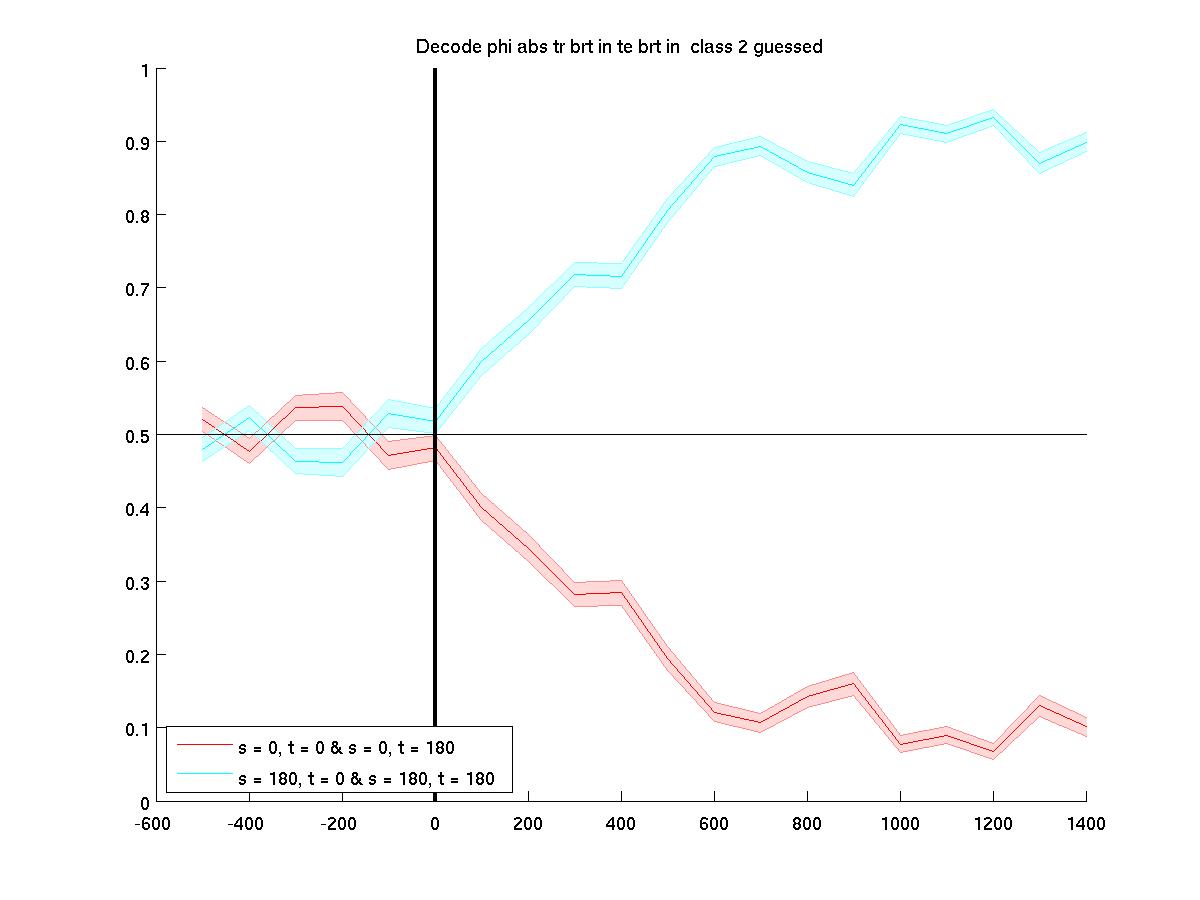 Decode phi abs tr brt in te brt in  class 2 guessed
1
0.9
0.8
0.7
0.6
0.5
0.4
0.3
0.2
0.1
0
s = 0, t = 0 & s = 0, t = 180
s = 180, t = 0 & s = 180, t = 180
-600 -400 -200 0 200 400 600 800 1000 1200 1400